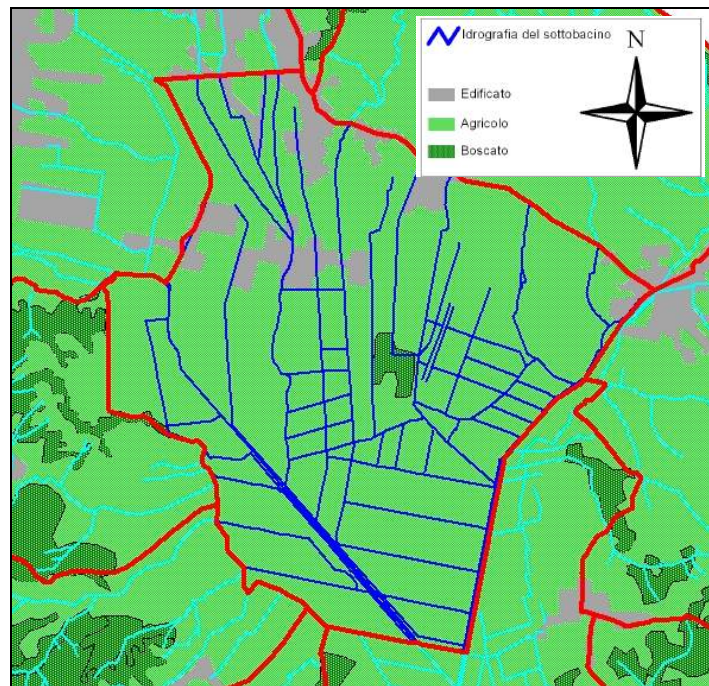 Idrografia del sottobacino
N
Edificato
Agricolo
Boscato